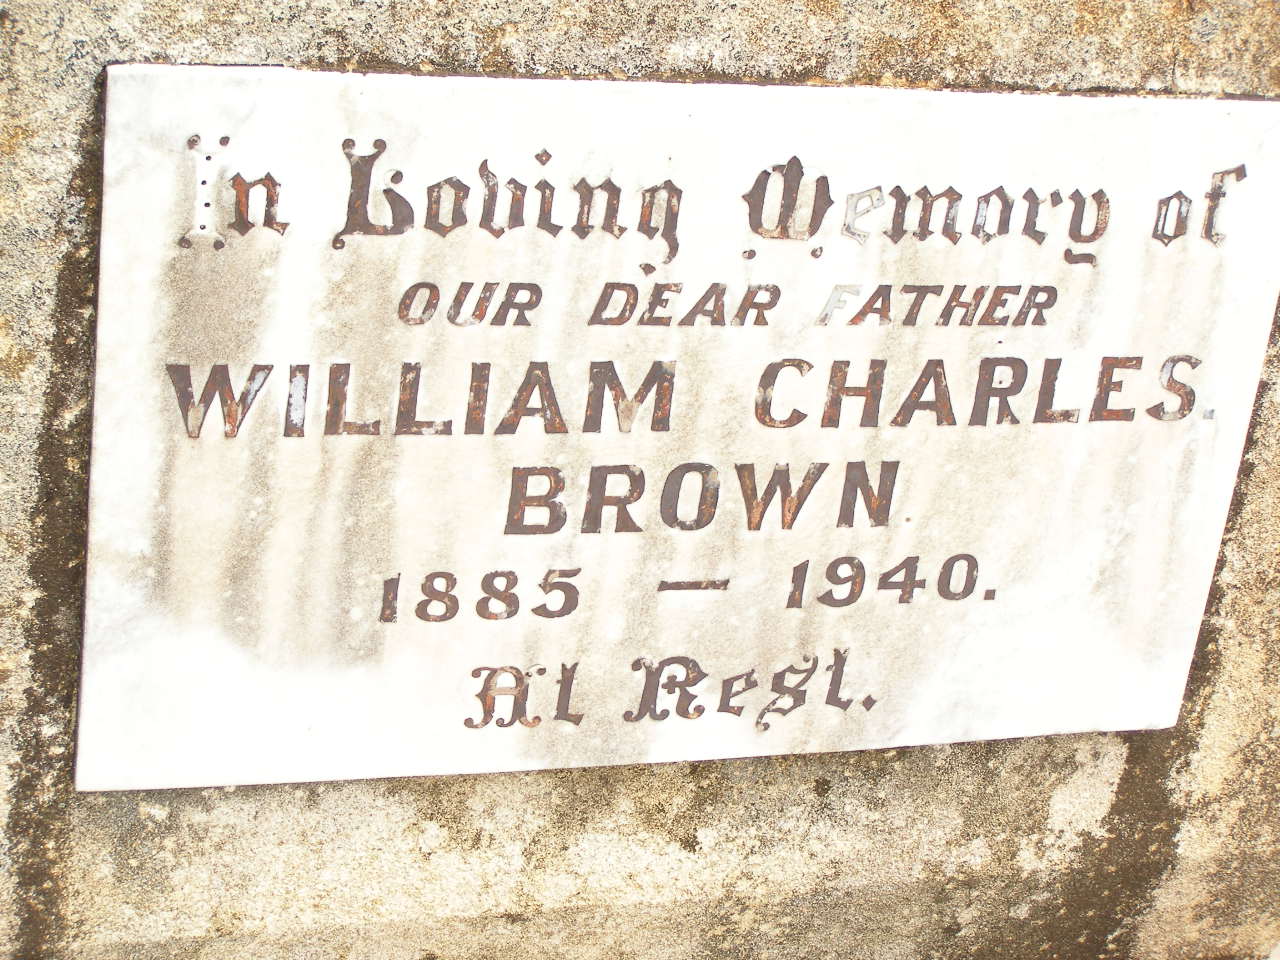 In Loving Memory of
OUR DEAR FATHER
WILLIAM CHARLES.
BROWN
1885 — 1940.
At Rest.